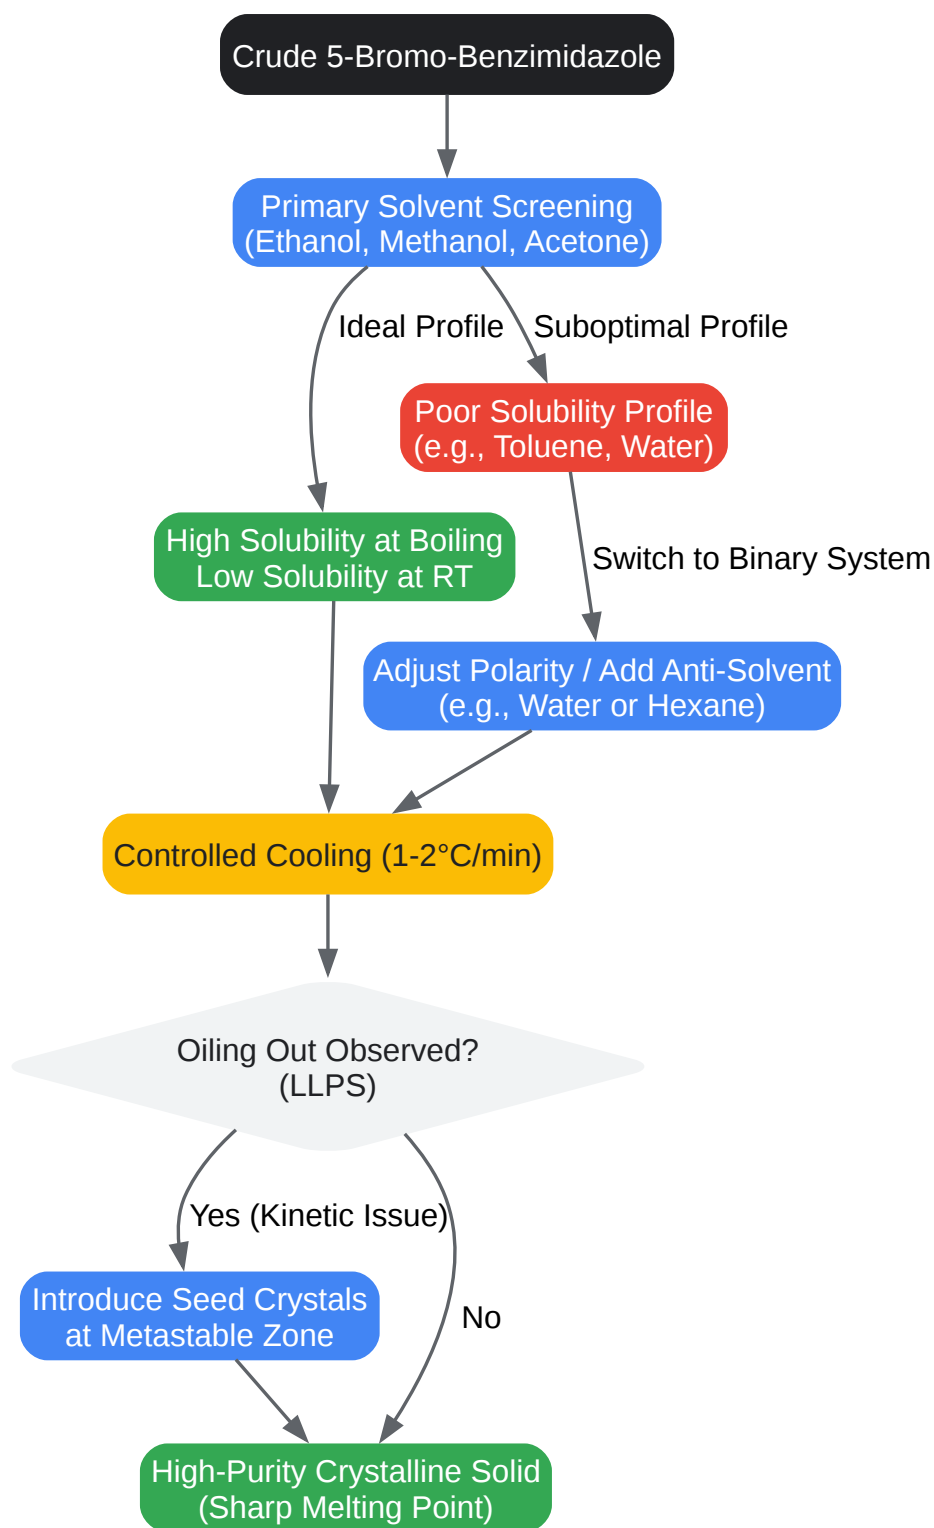 Crude 5-Bromo-Benzimidazole
Primary Solvent Screening
(Ethanol, Methanol, Acetone)
Ideal Profile
Suboptimal Profile
Poor Solubility Profile
(e.g., Toluene, Water)
High Solubility at Boiling
Low Solubility at RT
Switch to Binary System
Adjust Polarity / Add Anti-Solvent
(e.g., Water or Hexane)
Controlled Cooling (1-2°C/min)
Oiling Out Observed?
(LLPS)
Yes (Kinetic Issue)
Introduce Seed Crystals
at Metastable Zone
No
High-Purity Crystalline Solid
(Sharp Melting Point)